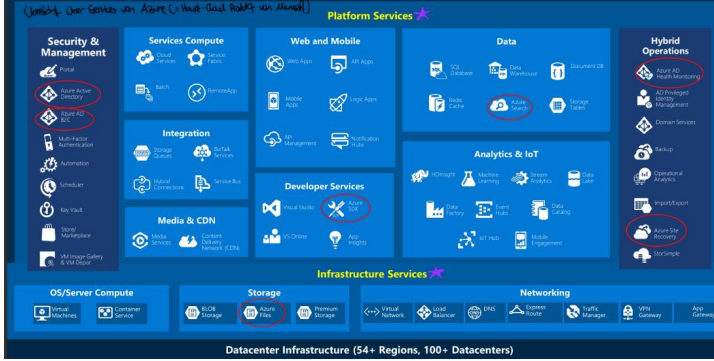 über Services von Azure (= Haupt-Cloud Produkt von Microsoft)
Platform Services
Security &
Management
Portal
Azure Active
Directory
Azure AD
B2C
Multi-Factor
Authentication
Automation
Scheduler
Key Vault
Store/
Marketplace
VM Image Gallery
& VM Depot
Services Compute
Cloud
Services
Service
Fabric
Batch
RemoteApp
Integration
Storage
Queues
BizTalk
Services
Hybrid
Connections
Service Bus
Media & CDN
Media
Services
Content
Delivery
Network (CDN)
Web and Mobile
Web Apps
API Apps
Mobile
Apps
Logic Apps
API
Management
Notification
Hubs
Developer Services
Visual Studio
Azure
SDK
VS Online
App
Insights
Data
SQL
Database
Data
Warehouse
Document DB
Redis
Cache
Azure
Search
Storage
Tables
Analytics & IoT
HDInsight
Machine
Learning
Stream
Analytics
Data
Lake
Data
Factory
Event
Hubs
Data
Catalog
IoT Hub
Mobile
Engagement
Hybrid
Operations
Azure AD
Health Monitoring
AD Privileged
Identity
Management
Domain Services
Backup
Operational
Analytics
Import/Export
Azure Site
Recovery
StorSimple
Infrastructure Services
OS/Server Compute
Virtual
Machines
Container
Service
Storage
BLOB
Storage
Azure
Files
Premium
Storage
Networking
Virtual
Network
Load
Balancer
DNS
Express
Route
Traffic
Manager
VPN
Gateway
App
Gateway
Datacenter Infrastructure (54+ Regions, 100+ Datacenters)